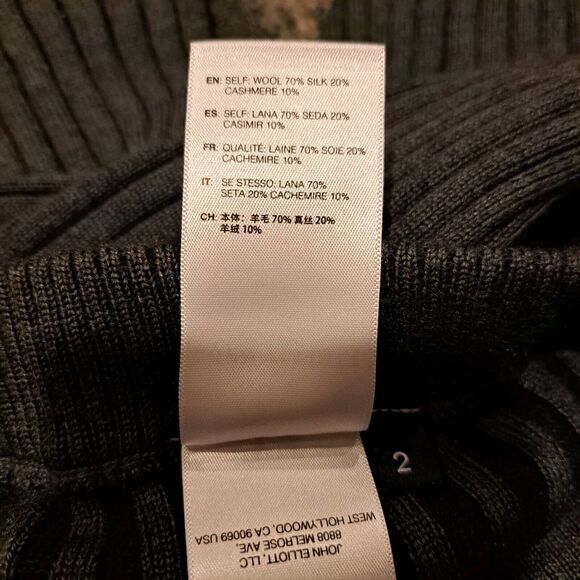 EN: SELF: WOOL 70% SILK 20%
CASHMERE 10%
ES: SELF: LANA 70% SEDA 20%
CASIMIR 10%
FR: QUALITÉ: LAINE 70% SOIE 20%
CACHEMIRE 10%
IT: SE STESSO: LANA 70%
SETA 20% CACHEMIRE 10%
CH: 本体: 羊毛 70% 真丝 20%
羊绒 10%
2
JOHN ELLIOTT, LLC
8808 MELROSE AVE.
WEST HOLLYWOOD, CA 90069 USA